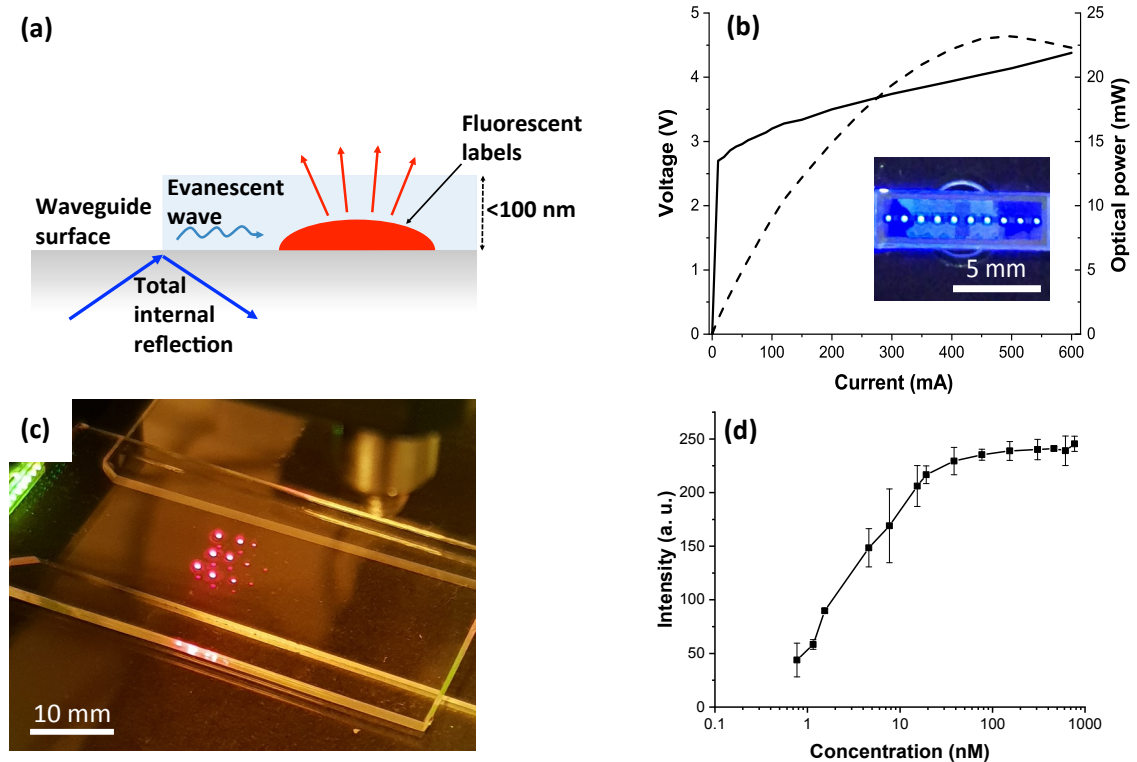 (a)
Fluorescent
labels
Evanescent
wave
<100 nm
Waveguide
surface
Total
internal
reflection
(b)
5
4
3
2
1
0
Voltage (V)
25
20
15
10
5
0
Optical power (mW)
5 mm
0
100
200
300
400
500
600
Current (mA)
(c)
10 mm
(d)
250
200
150
100
50
0
Intensity (a. u.)
0.1
1
10
100
1000
Concentration (nM)